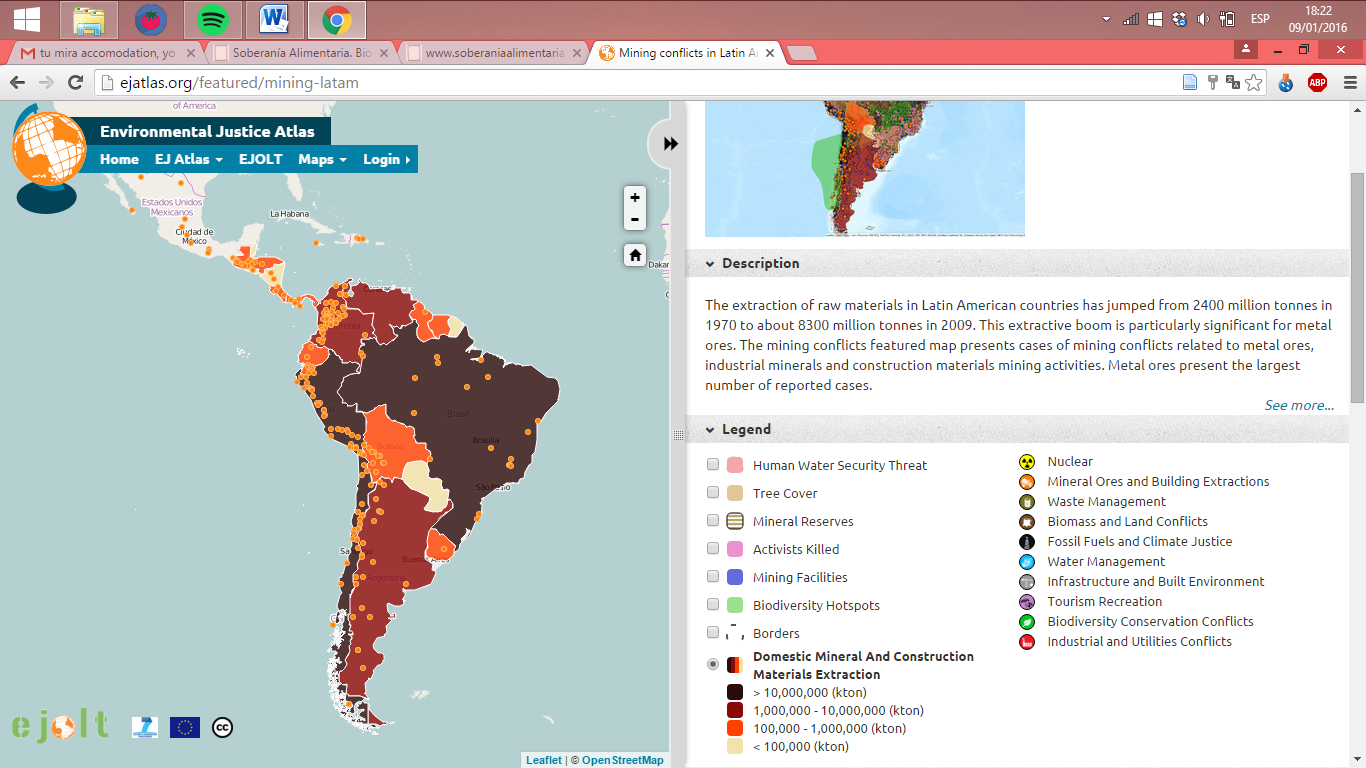 18:22
ESP
09/01/2016
tu mira accomodation, yo
Soberanía Alimentaria. Bio
www.soberaniaalimentaria
Mining conflicts in Latin A
ejatlas.org/featured/mining-latam
ABP
of America
Environmental Justice Atlas
Home EJ Atlas EJOLT Maps Login
+
-
Estados Unidos
Mexicanos
La Habana
Ciudad de
México
Dakar
Caracas
Brasil
Bolivia
Brasília
São Paulo
Buenos Aires
Argentina
ejolt
7
cc
Leaflet | © OpenStreetMap
Description
The extraction of raw materials in Latin American countries has jumped from 2400 million tonnes in
1970 to about 8300 million tonnes in 2009. This extractive boom is particularly significant for metal
ores. The mining conflicts featured map presents cases of mining conflicts related to metal ores,
industrial minerals and construction materials mining activities. Metal ores present the largest
number of reported cases.
See more...
Legend
Human Water Security Threat
Tree Cover
Mineral Reserves
Activists Killed
Mining Facilities
Biodiversity Hotspots
Borders
Domestic Mineral And Construction
Materials Extraction
> 10,000,000 (kton)
1,000,000 - 10,000,000 (kton)
100,000 - 1,000,000 (kton)
< 100,000 (kton)
Nuclear
Mineral Ores and Building Extractions
Waste Management
Biomass and Land Conflicts
Fossil Fuels and Climate Justice
Water Management
Infrastructure and Built Environment
Tourism Recreation
Biodiversity Conservation Conflicts
Industrial and Utilities Conflicts